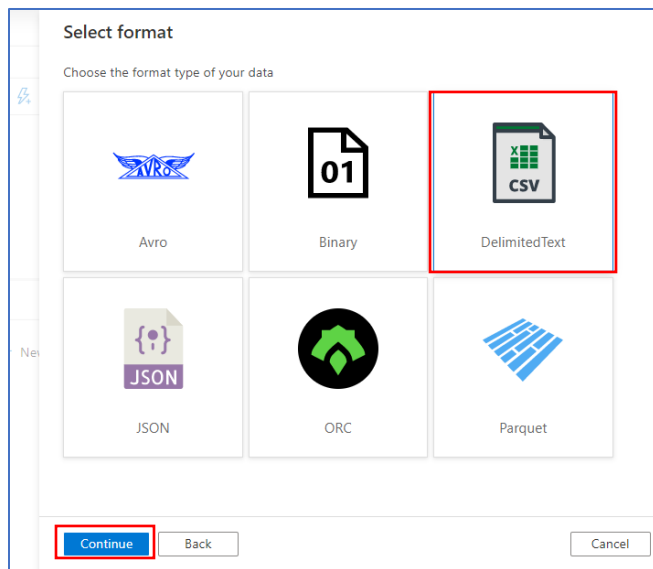 Select format
Choose the format type of your data
AVRO
01
X
CSV
Avro
Binary
DelimitedText
{ }
JSON
JSON
ORC
Parquet
Continue
Back
Cancel